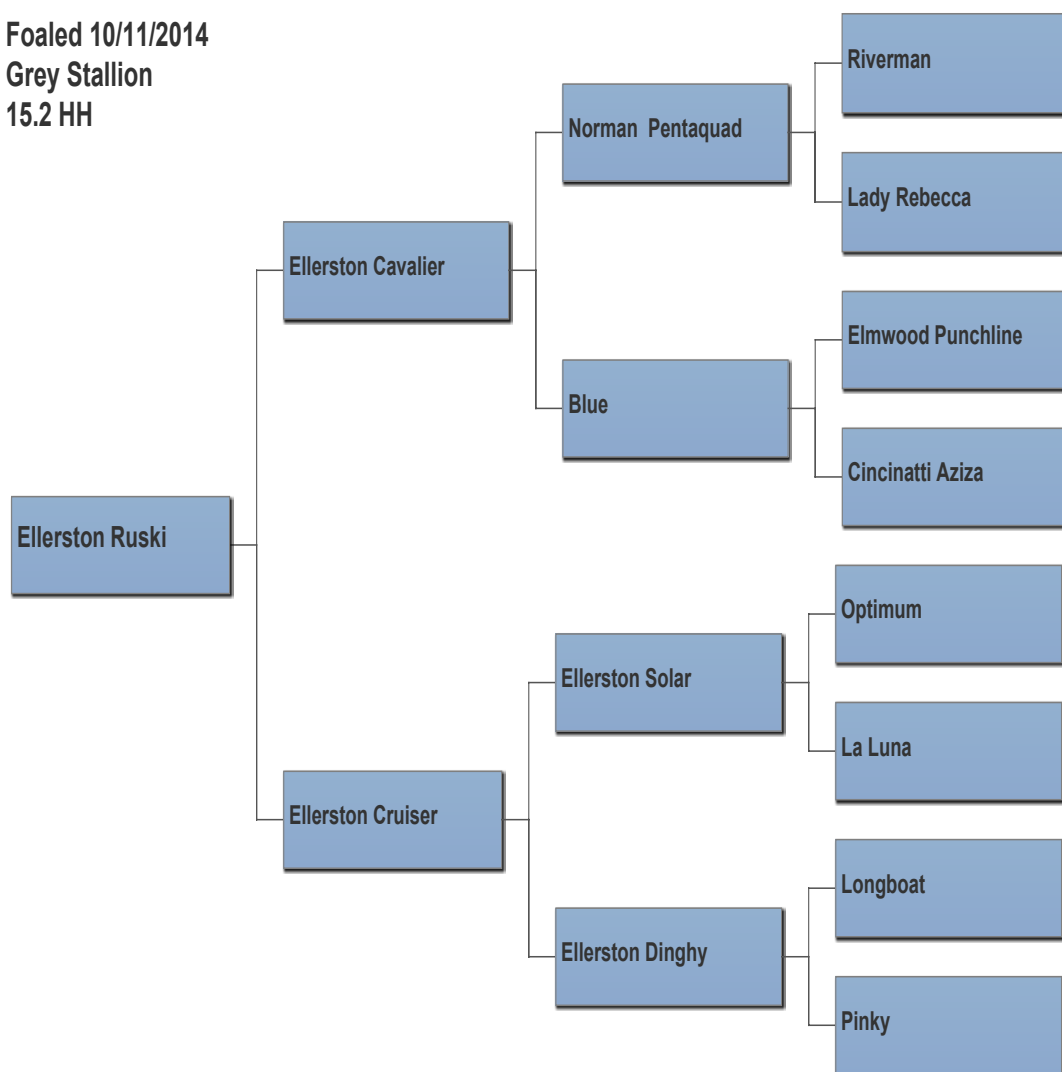 Foaled 10/11/2014
Grey Stallion
15.2 HH
Riverman
Norman  Pentaquad
Lady Rebecca
Ellerston Cavalier
Elmwood Punchline
Blue
Cincinatti Aziza
Ellerston Ruski
Optimum
Ellerston Solar
La Luna
Ellerston Cruiser
Longboat
Ellerston Dinghy
Pinky